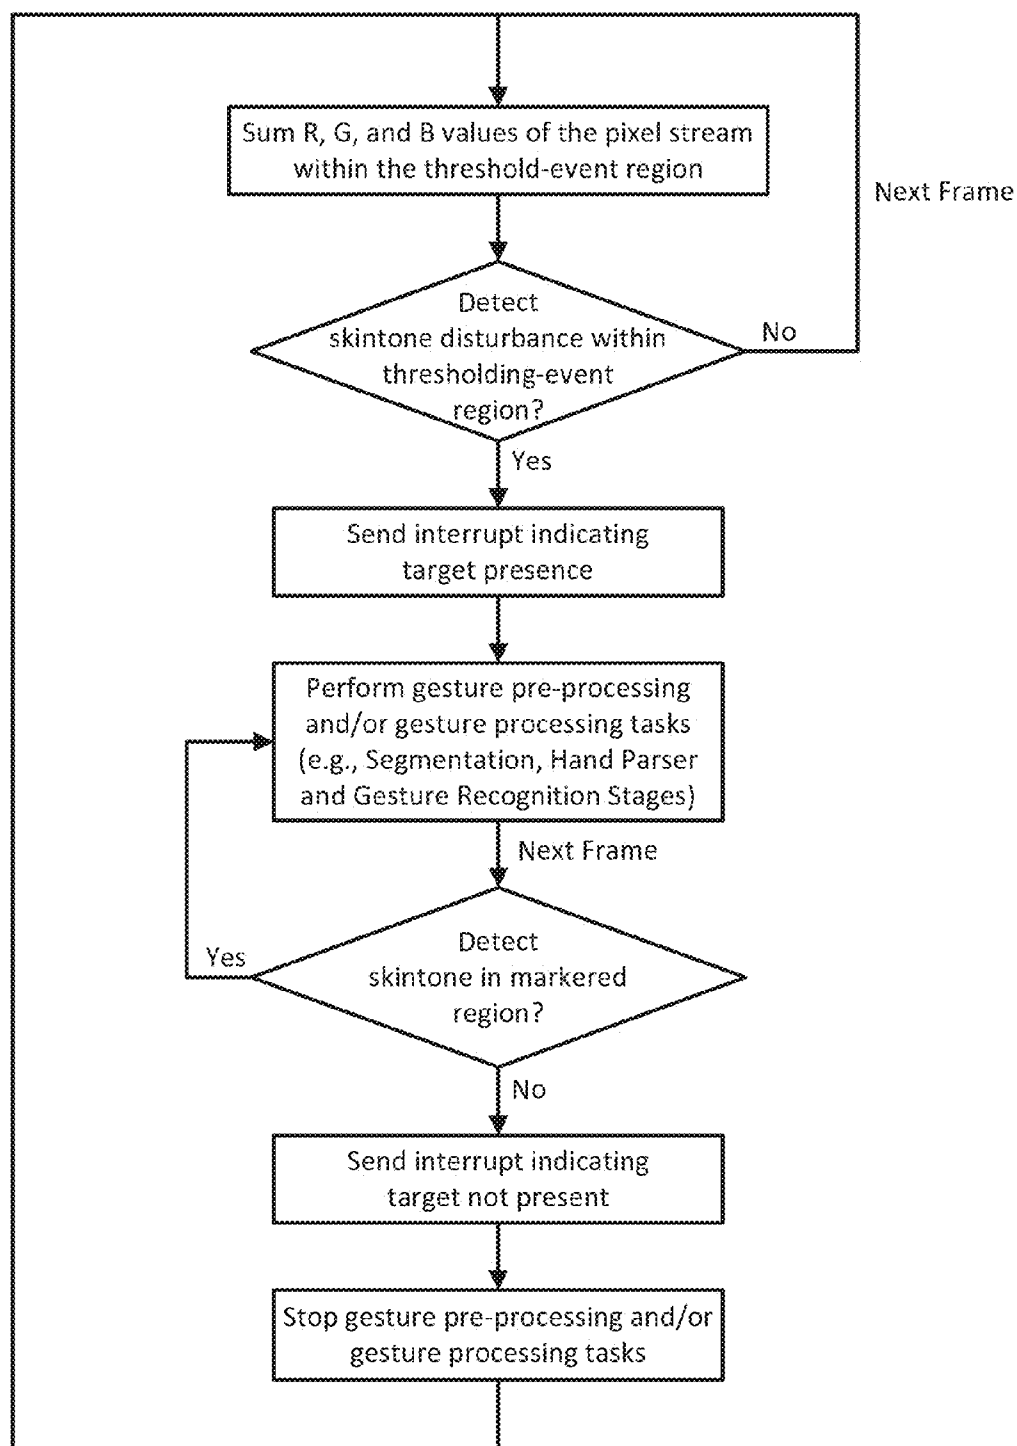 Sum R, G, and B values of the pixel stream
within the threshold-event region
Next Frame
Detect
skintone disturbance within
thresholding-event
region?
No
Yes
Send interrupt indicating
target presence
Perform gesture pre-processing
and/or gesture processing tasks
(e.g., Segmentation, Hand Parser
and Gesture Recognition Stages)
Next Frame
Detect
skintone in markered
region?
Yes
No
Send interrupt indicating
target not present
Stop gesture pre-processing and/or
gesture processing tasks